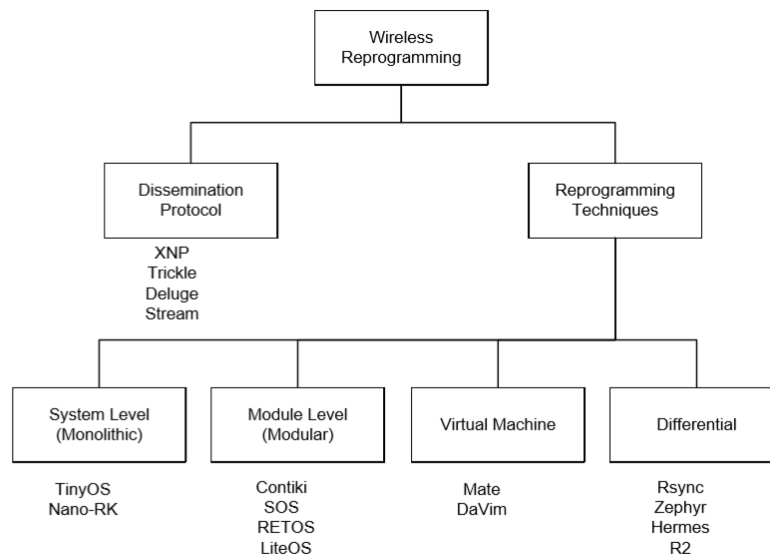 Wireless
Reprogramming
Dissemination
Protocol
XNP
Trickle
Deluge
Stream
Reprogramming
Techniques
System Level
(Monolithic)
TinyOS
Nano-RK
Module Level
(Modular)
Contiki
SOS
RETOS
LiteOS
Virtual Machine
Mate
DaVim
Differential
Rsync
Zephyr
Hermes
R2